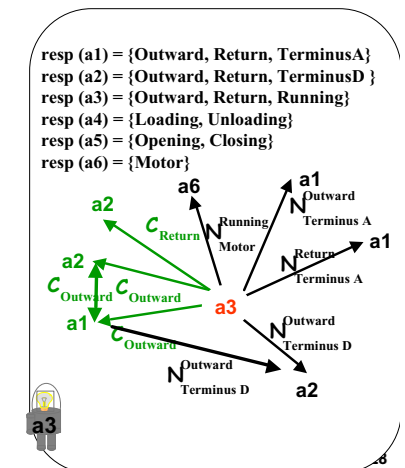 resp (a1) = {Outward, Return, TerminusA}
resp (a2) = {Outward, Return, TerminusD }
resp (a3) = {Outward, Return, Running}
resp (a4) = {Loading, Unloading}
resp (a5) = {Opening, Closing}
resp (a6) = {Motor}
a6
a1
a2
C Return
N Running Motor
N Outward Terminus A
a1
a2
N Return Terminus A
C Outward
C Outward
a3
a1
C Outward
N Outward Terminus D
N Outward Terminus D
a2
a3